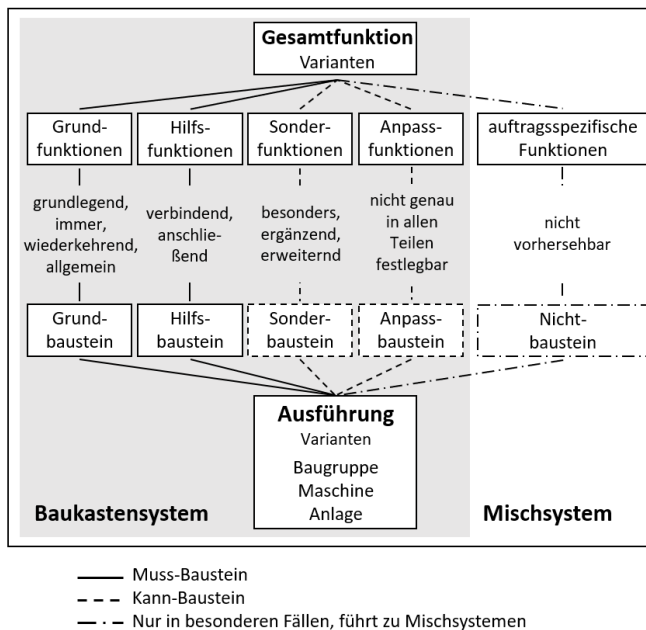 Gesamtfunktion
Varianten
Grund-
funktionen
Hilfs-
funktionen
Sonder-
funktionen
Anpass-
funktionen
auftragsspezifische
Funktionen
grundlegend,
immer,
wiederkehrend,
allgemein
verbindend,
anschlie-
ßend
besonders,
ergänzend,
erweiternd
nicht genau
in allen
Teilen
festlegbar
nicht
vorhersehbar
Grund-
baustein
Hilfs-
baustein
Sonder-
baustein
Anpass-
baustein
Nicht-
baustein
Ausführung
Varianten
Baugruppe
Maschine
Anlage
Baukastensystem
Mischsystem
Muss-Baustein
Kann-Baustein
Nur in besonderen Fällen, führt zu Mischsystemen